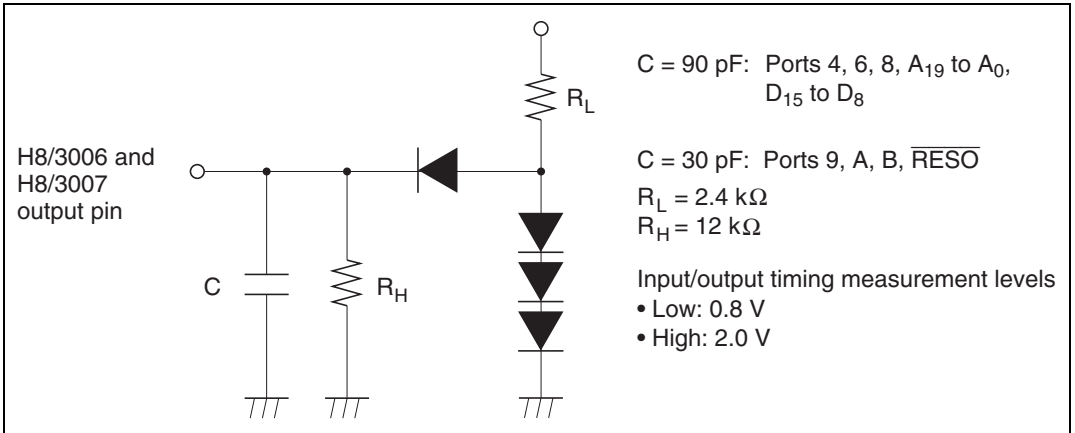 C = 90 pF: Ports 4, 6, 8, A19 to A0,
D15 to D8
RL
H8/3006 and
H8/3007
output pin
C = 30 pF: Ports 9, A, B, R̅E̅S̅O̅
RL = 2.4 kΩ
RH = 12 kΩ
C
RH
Input/output timing measurement levels
• Low: 0.8 V
• High: 2.0 V